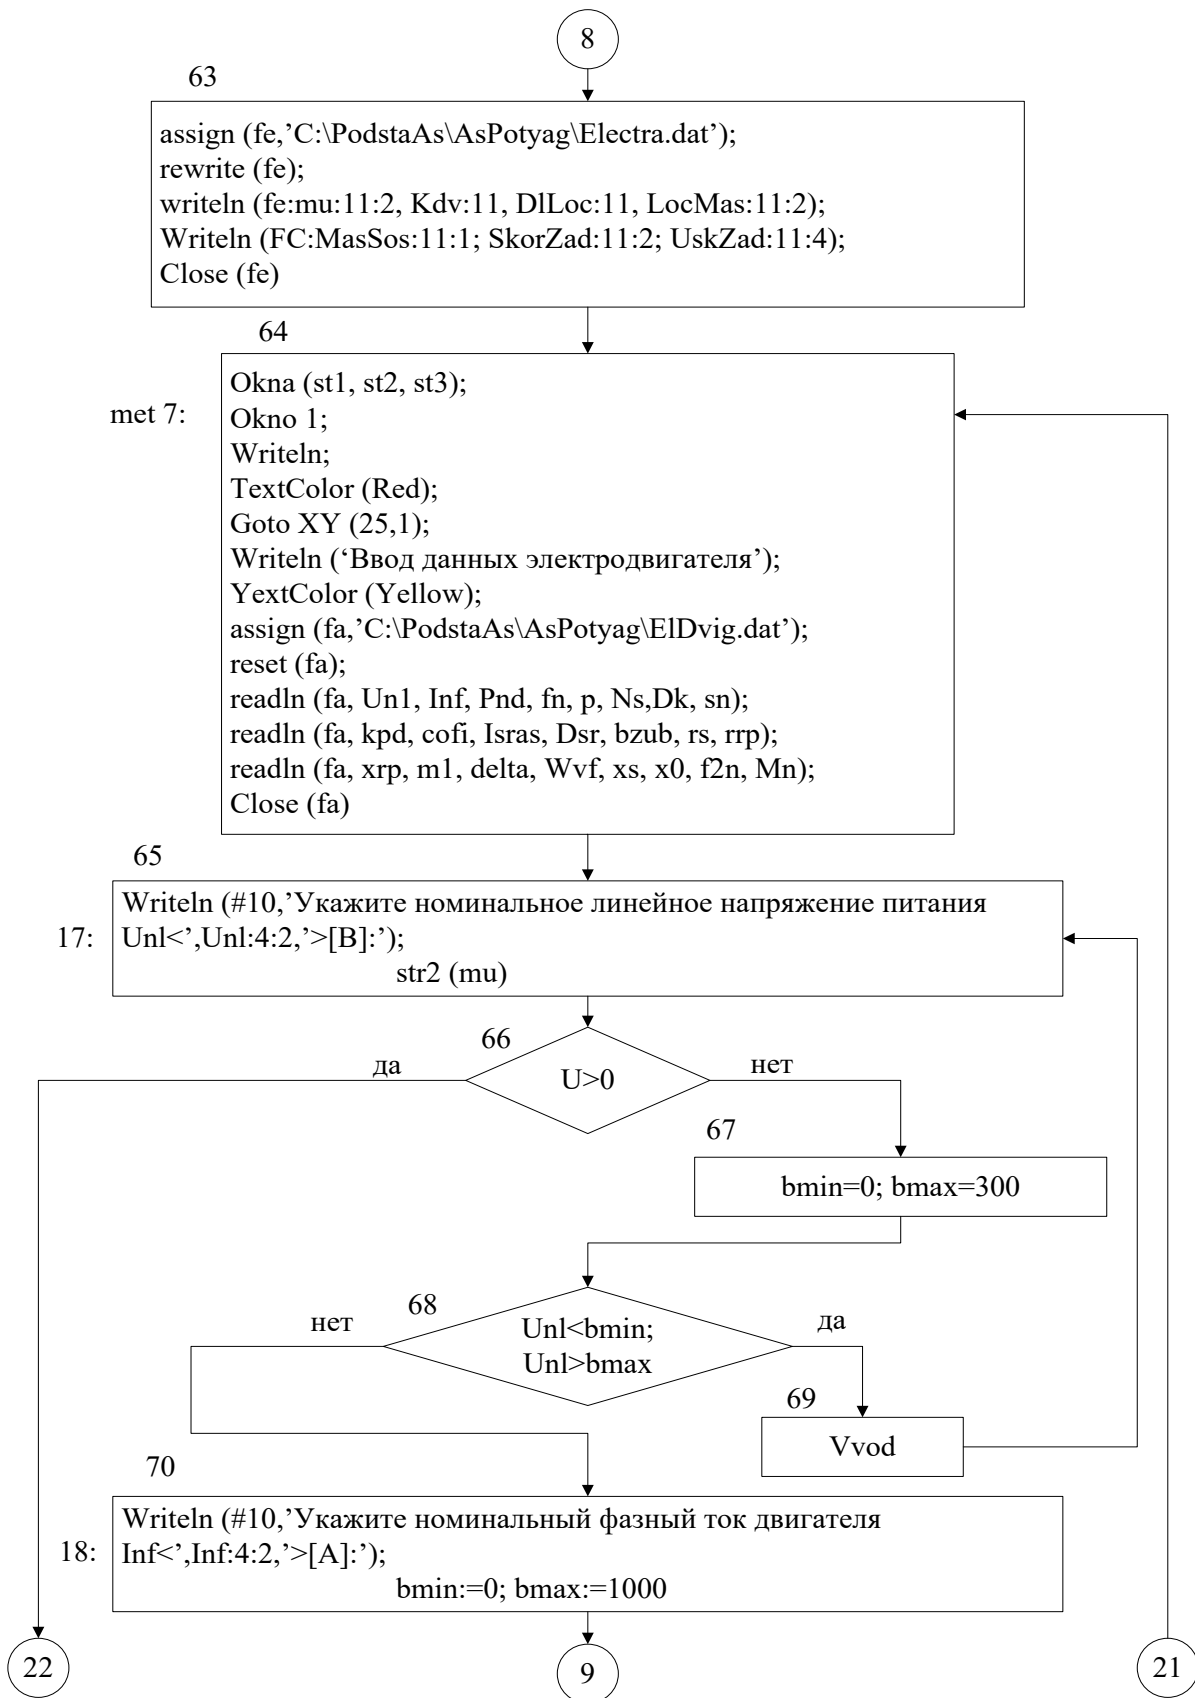 8
63
assign (fe,’C:\PodstaAs\AsPotyag\Electra.dat’);
rewrite (fe);
writeln (fe:mu:11:2, Kdv:11, DlLoc:11, LocMas:11:2);
Writeln (FC:MasSos:11:1; SkorZad:11:2; UskZad:11:4);
Close (fe)
64
met 7:
Okna (st1, st2, st3);
Okno 1;
Writeln;
TextColor (Red);
Goto XY (25,1);
Writeln (‘Ввод данных электродвигателя’);
YextColor (Yellow);
assign (fa,’C:\PodstaAs\AsPotyag\ElDvig.dat’);
reset (fa);
readln (fa, Un1, Inf, Pnd, fn, p, Ns,Dk, sn);
readln (fa, kpd, cofi, Isras, Dsr, bzub, rs, rrp);
readln (fa, xrp, m1, delta, Wvf, xs, x0, f2n, Mn);
Close (fa)
65
17:
Writeln (#10,’Укажите номинальное линейное напряжение питания
Unl<’,Unl:4:2,’>[В]:’);
str2 (mu)
66
да
U>0
нет
67
bmin=0; bmax=300
68
нет
Unl<bmin;
Unl>bmax
да
69
Vvod
70
18:
Writeln (#10,’Укажите номинальный фазный ток двигателя
Inf<’,Inf:4:2,’>[A]:’);
bmin:=0; bmax:=1000
22
9
21